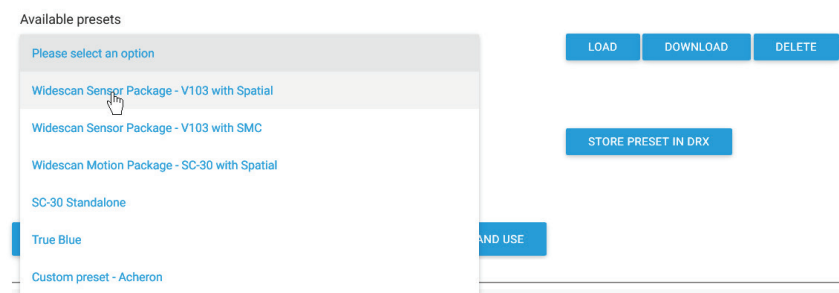 Available presets
Please select an option
LOAD
DOWNLOAD
DELETE
Widescan Sensor Package - V103 with Spatial
Widescan Sensor Package - V103 with SMC
STORE PRESET IN DRX
Widescan Motion Package - SC-30 with Spatial
SC-30 Standalone
True Blue
AND USE
Custom preset - Acheron